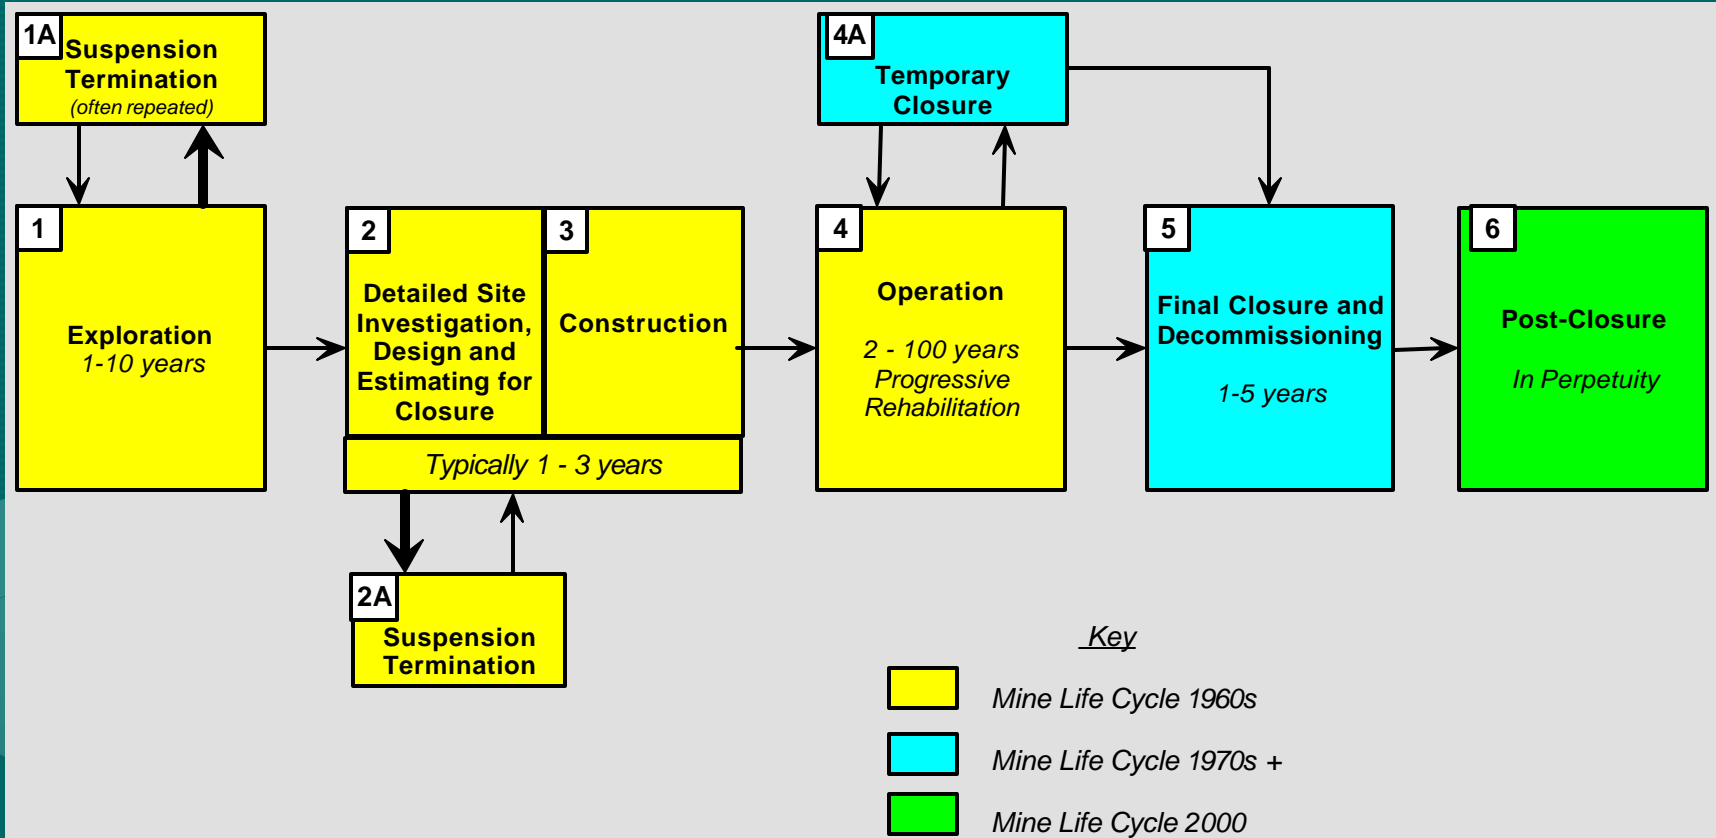 1A
Suspension
Termination
(often repeated)
4A
Temporary
Closure
1
Exploration
1-10 years
2
Detailed Site
Investigation,
Design and
Estimating for
Closure
3
Construction
Typically 1 - 3 years
2A
Suspension
Termination
4
Operation
2 - 100 years
Progressive
Rehabilitation
5
Final Closure and
Decommissioning
1-5 years
6
Post-Closure
In Perpetuity
Key
Mine Life Cycle 1960s
Mine Life Cycle 1970s +
Mine Life Cycle 2000